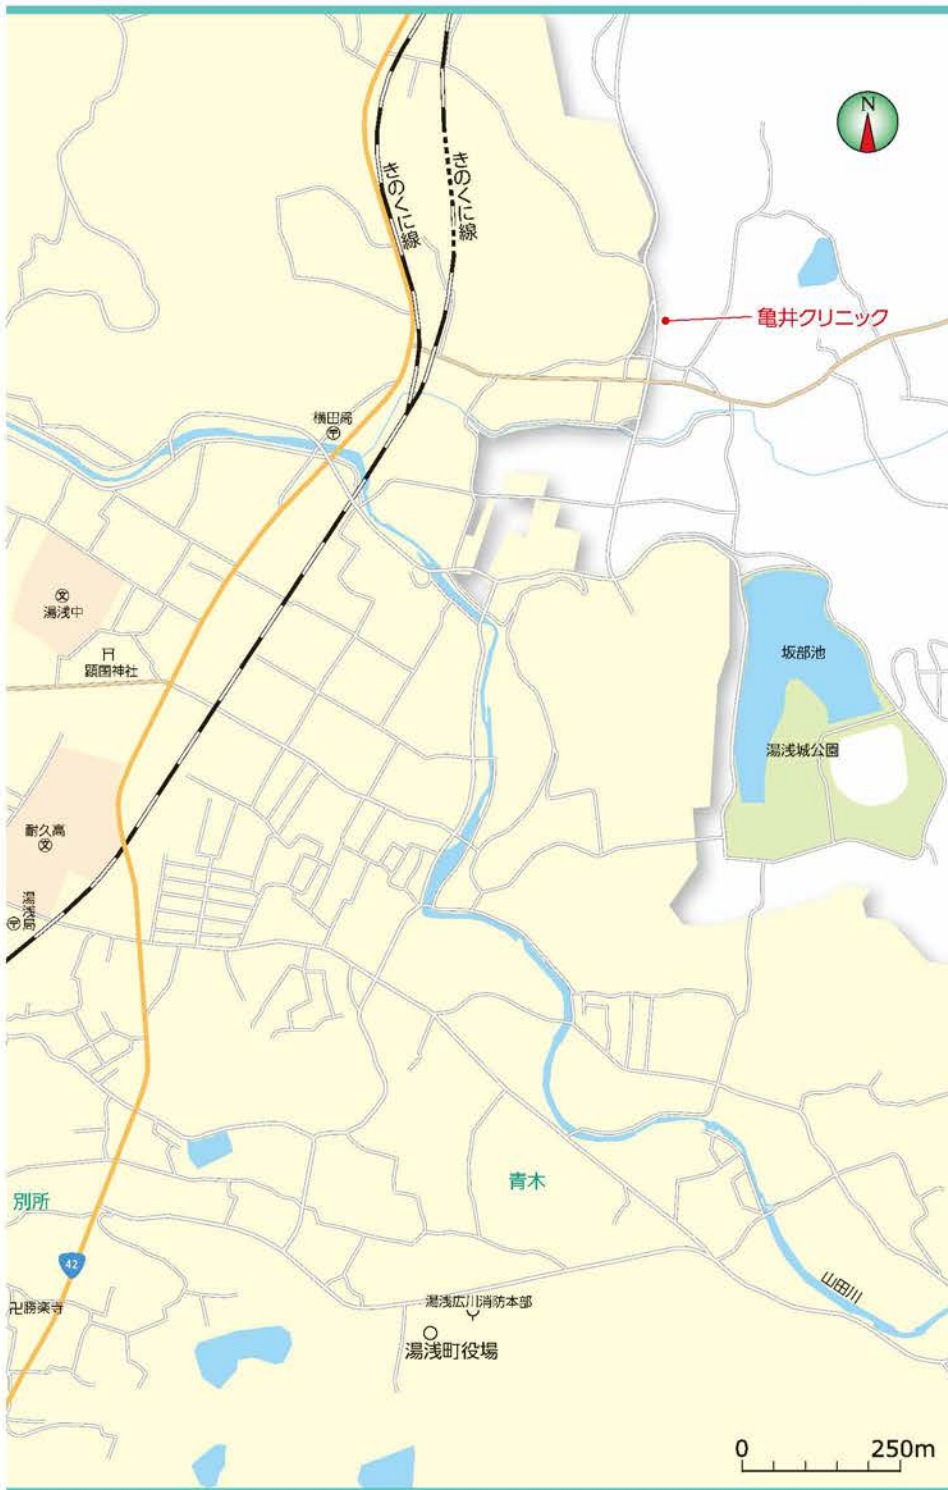 N
きのくに線
きのくに線
亀井クリニック
横田局
湯浅中
顕国神社
坂部池
湯浅城公園
耐久高
湯浅局
青木
別所
42
卍勝楽寺
湯浅広川消防本部
湯浅町役場
山田川
0 250m